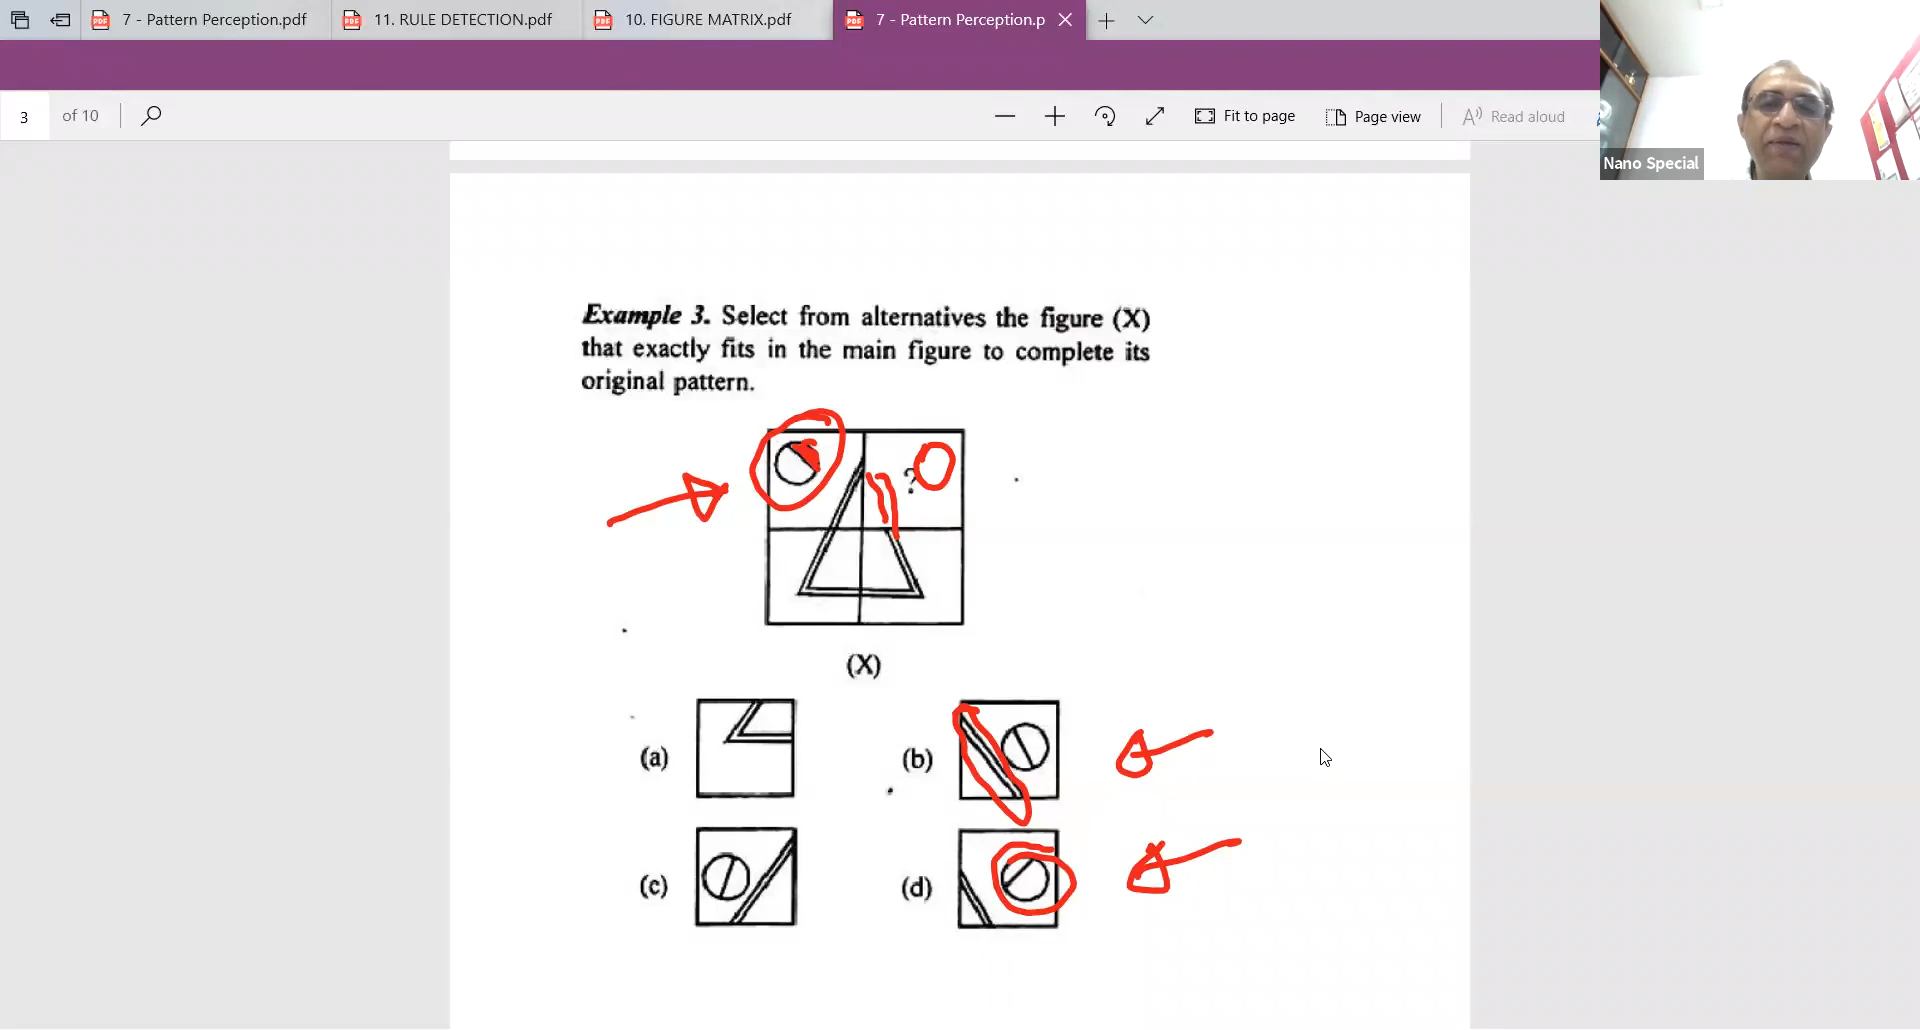 7 - Pattern Perception.pdf
11. RULE DETECTION.pdf
10. FIGURE MATRIX.pdf
7 - Pattern Perception.p
3 of 10
Fit to page
Page view
Read aloud
Nano Special
Example 3. Select from alternatives the figure (X)
that exactly fits in the main figure to complete its
original pattern.
?
(X)
(a)
(b)
(c)
(d)